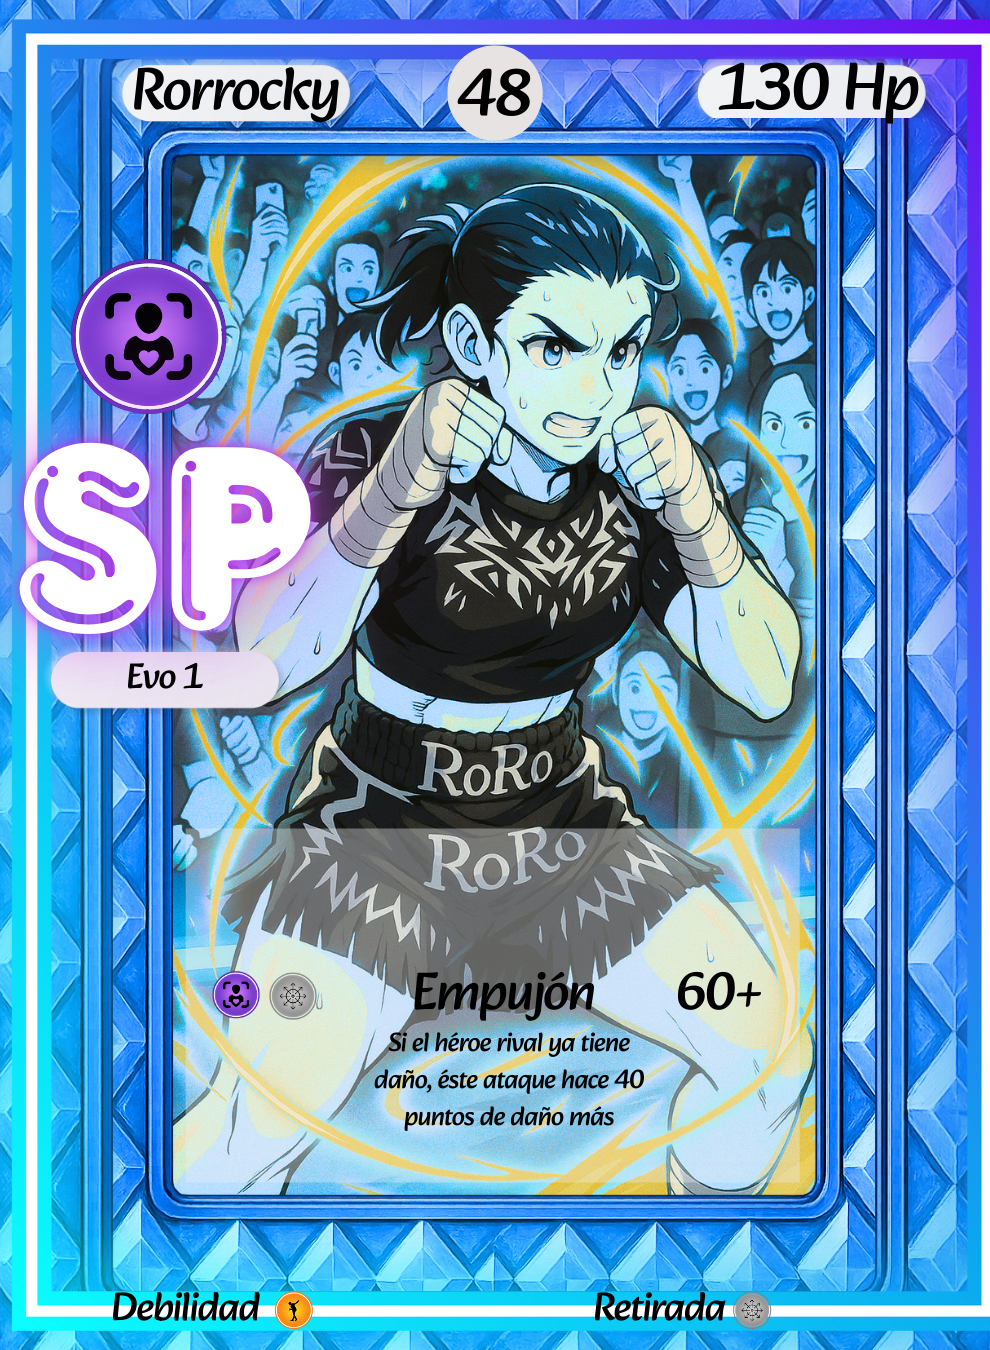 Rorrocky
48
130 Hp
SP
Evo 1
RoRo
RoRo
Empujón
60+
Si el héroe rival ya tiene
daño, éste ataque hace 40
puntos de daño más
Debilidad
Retirada